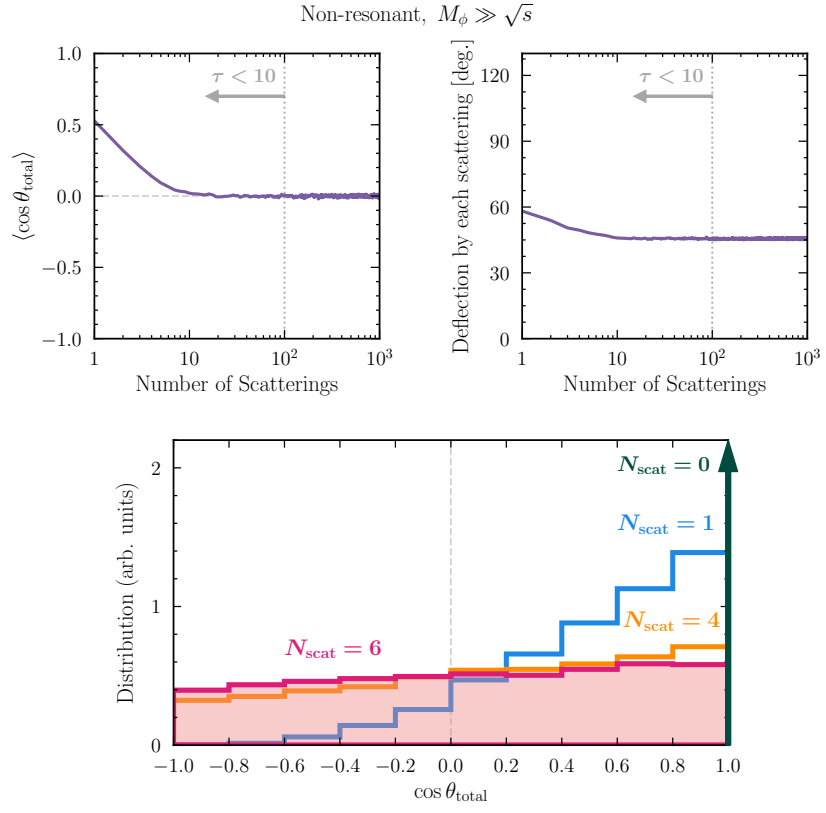 Non-resonant, $M_\phi \gg \sqrt{s}$
1.0
0.5
0.0
−0.5
−1.0
⟨cos θ_total⟩
τ < 10
1
10
10²
10³
Number of Scatterings
120
90
60
30
0
Deflection by each scattering [deg.]
τ < 10
1
10
10²
10³
Number of Scatterings
2
1
0
Distribution (arb. units)
N_scat = 0
N_scat = 1
N_scat = 4
N_scat = 6
−1.0 −0.8 −0.6 −0.4 −0.2 0.0 0.2 0.4 0.6 0.8 1.0
cos θ_total